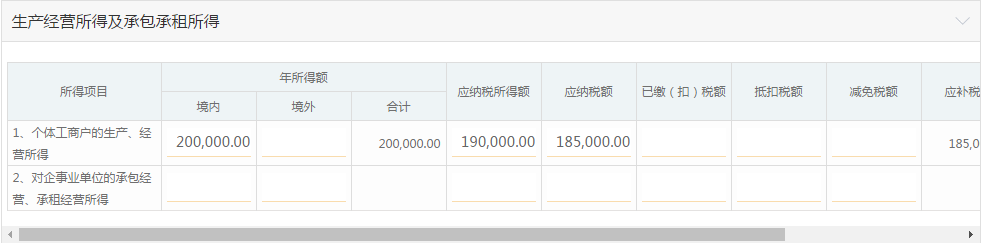 生产经营所得及承包承租所得
所得项目
年所得额
境内
境外
合计
应纳税所得额
应纳税额
已缴（扣）税额
抵扣税额
减免税额
应补税
1、个体工商户的生产、经
营所得
200,000.00
200,000.00
190,000.00
185,000.00
185,0
2、对企事业单位的承包经
营、承租经营所得